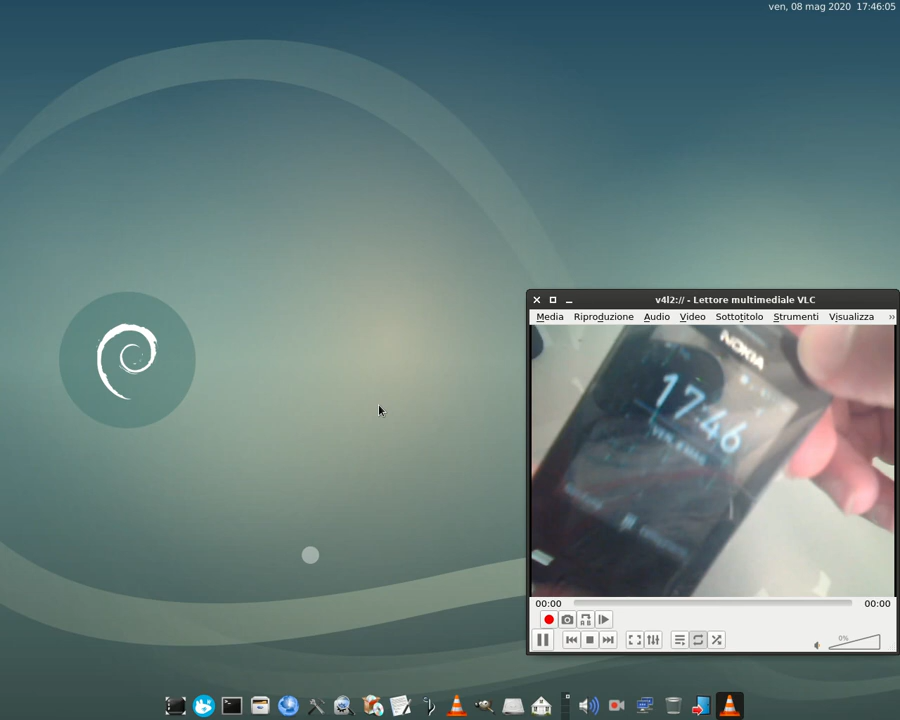 ven, 08 mag 2020 17:46:05
v4l2:// - Lettore multimediale VLC
Media Riproduzione Audio Video Sottotitolo Strumenti Visualizza »
NOKIA
17:46
00:00 00:00
0%